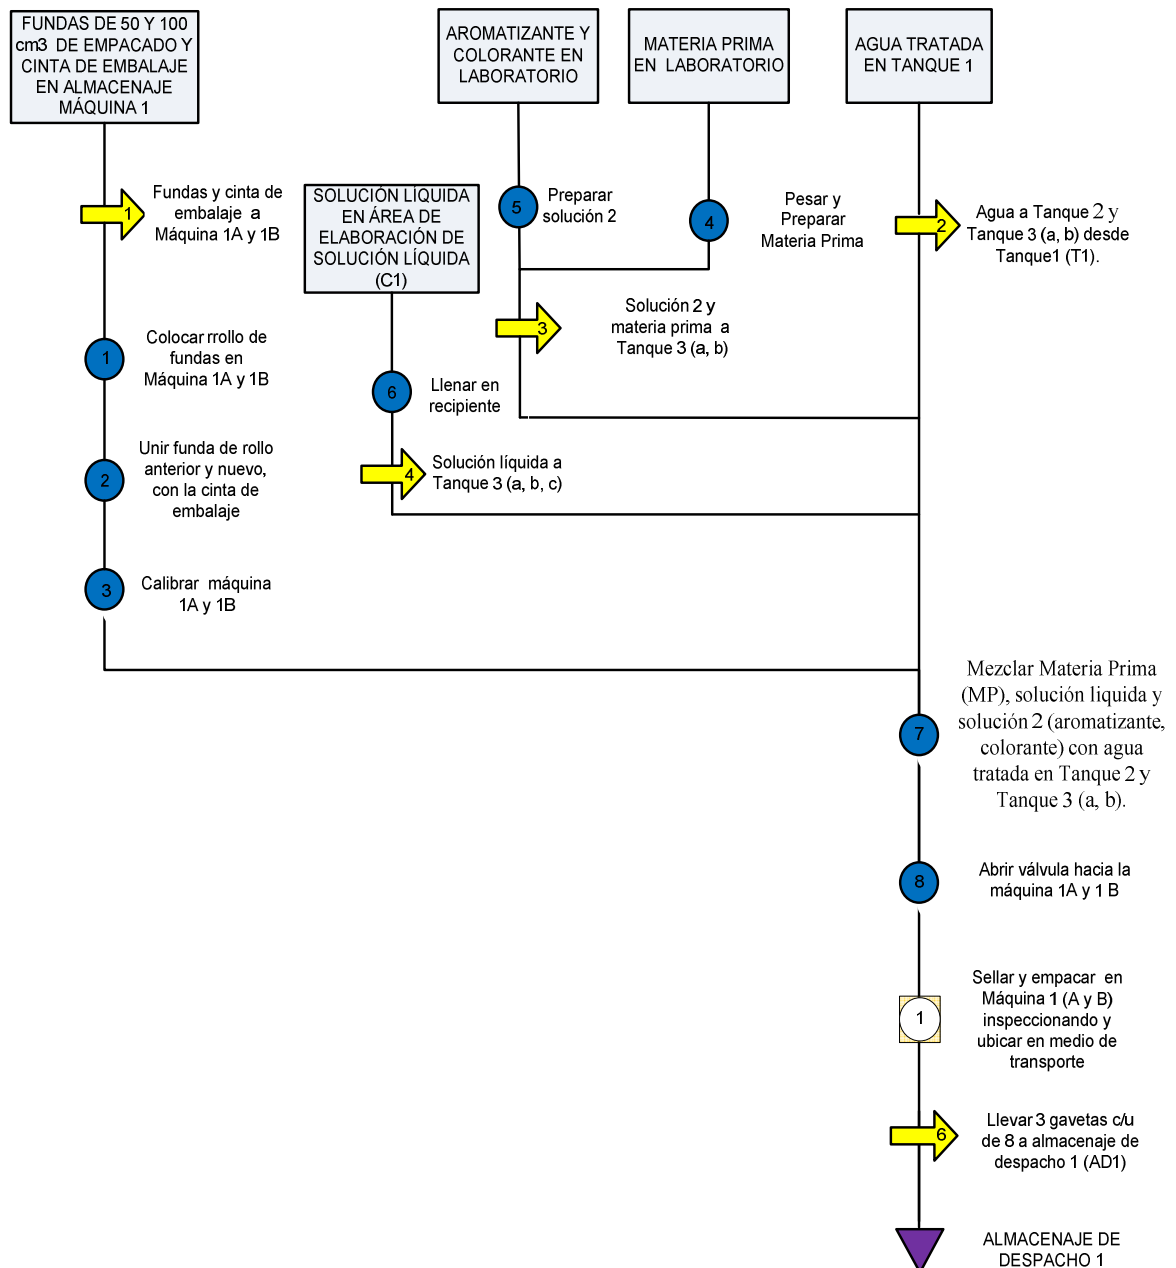 FUNDAS DE 50 Y 100
cm3 DE EMPACADO Y
CINTA DE EMBALAJE
EN ALMACENAJE
MÁQUINA 1
AROMATIZANTE Y
COLORANTE EN
LABORATORIO
MATERIA PRIMA
EN LABORATORIO
AGUA TRATADA
EN TANQUE 1
1
Fundas y cinta de
embalaje a
Máquina 1A y 1B
SOLUCIÓN LÍQUIDA
EN ÁREA DE
ELABORACIÓN DE
SOLUCIÓN LÍQUIDA
(C1)
5
Preparar
solución 2
4
Pesar y
Preparar
Materia Prima
2
Agua a Tanque 2 y
Tanque 3 (a, b) desde
Tanque1 (T1).
3
Solución 2 y
materia prima a
Tanque 3 (a, b)
1
Colocar rrollo de
fundas en
Máquina 1A y 1B
6
Llenar en
recipiente
2
Unir funda de rollo
anterior y nuevo,
con la cinta de
embalaje
4
Solución líquida a
Tanque 3 (a, b, c)
3
Calibrar máquina
1A y 1B
7
Mezclar Materia Prima
(MP), solución liquida y
solución 2 (aromatizante,
colorante) con agua
tratada en Tanque 2 y
Tanque 3 (a, b).
8
Abrir válvula hacia la
máquina 1A y 1 B
1
Sellar y empacar en
Máquina 1 (A y B)
inspeccionando y
ubicar en medio de
transporte
6
Llevar 3 gavetas c/u
de 8 a almacenaje de
despacho 1 (AD1)
ALMACENAJE DE
DESPACHO 1